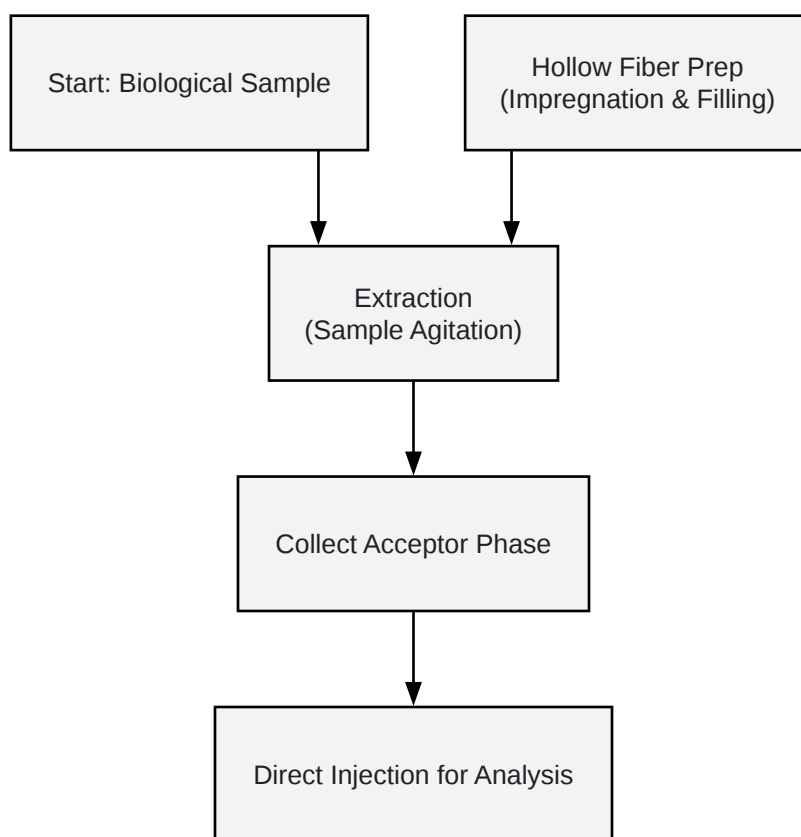 Start: Biological Sample
Hollow Fiber Prep
(Impregnation & Filling)
Extraction
(Sample Agitation)
Collect Acceptor Phase
Direct Injection for Analysis